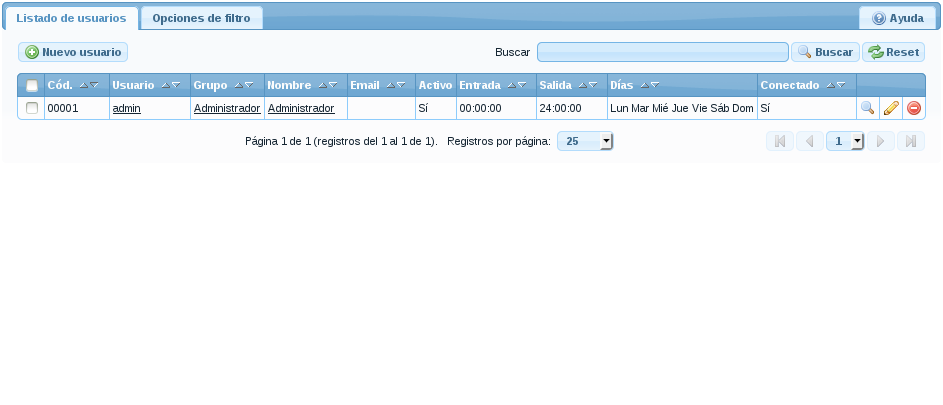 Listado de usuarios Opciones de filtro Ayuda
Nuevo usuario Buscar Buscar Reset
Cód. Usuario Grupo Nombre Email Activo Entrada Salida Días Conectado
00001 admin Administrador Administrador Sí 00:00:00 24:00:00 Lun Mar Mié Jue Vie Sáb Dom Sí
Página 1 de 1 (registros del 1 al 1 de 1). Registros por página: 25 1